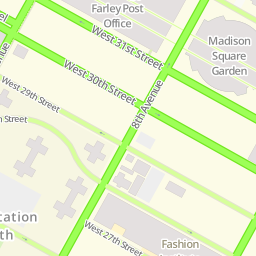 Farley Post
Office
West 31st Street
Madison
Square
Garden
West 30th Street
8th Avenue
West 29th Street
Street
West 27th Street
Fashion